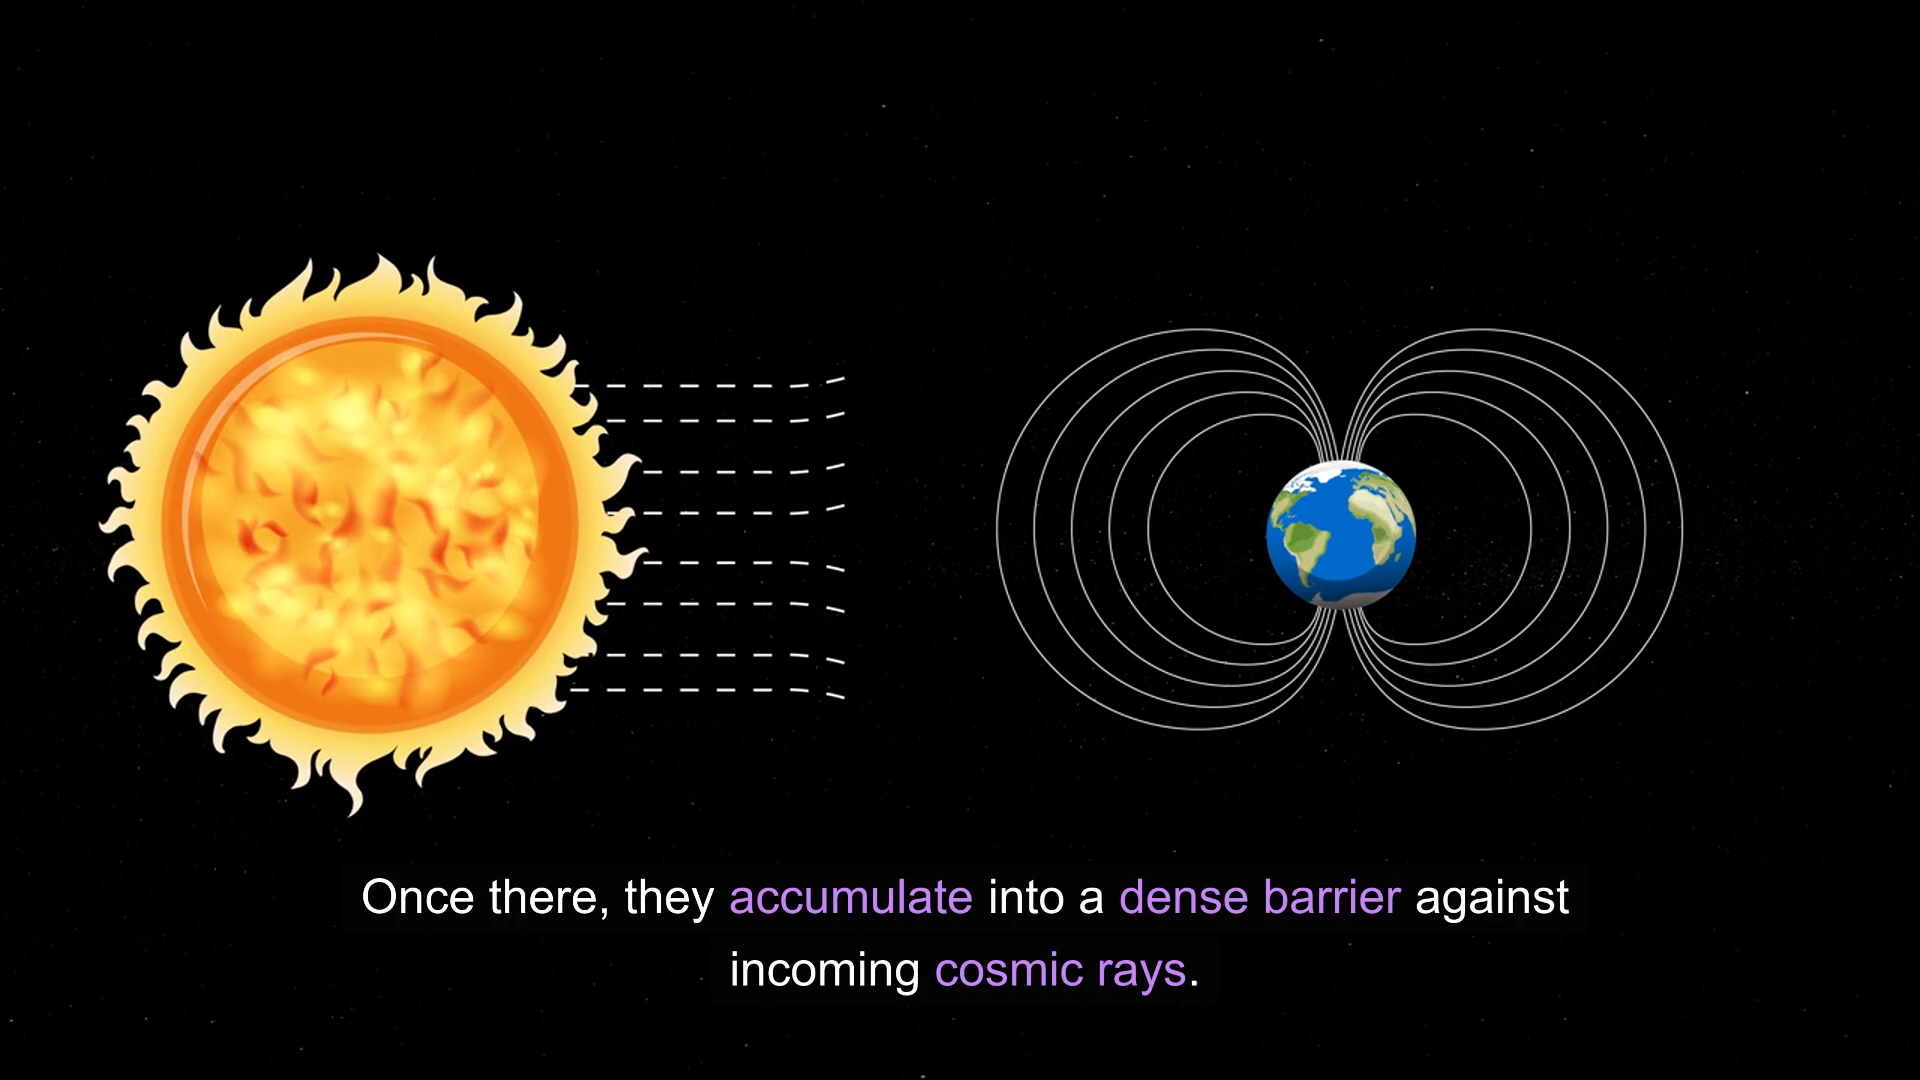 Once there, they accumulate into a dense barrier against
incoming cosmic rays.